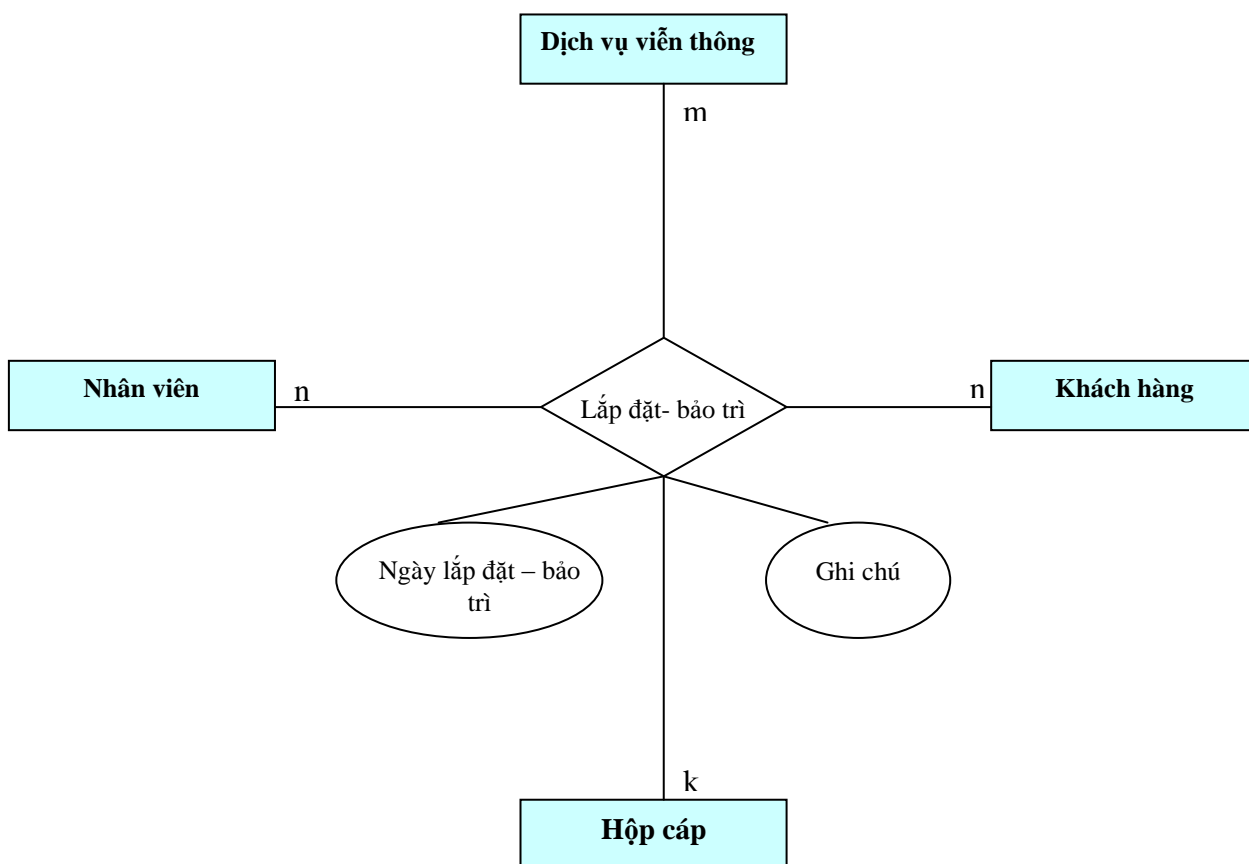 Dịch vụ viễn thông
m
Nhân viên
n
Lắp đặt- bảo trì
n
Khách hàng
Ngày lắp đặt – bảo
trì
Ghi chú
k
Hộp cáp